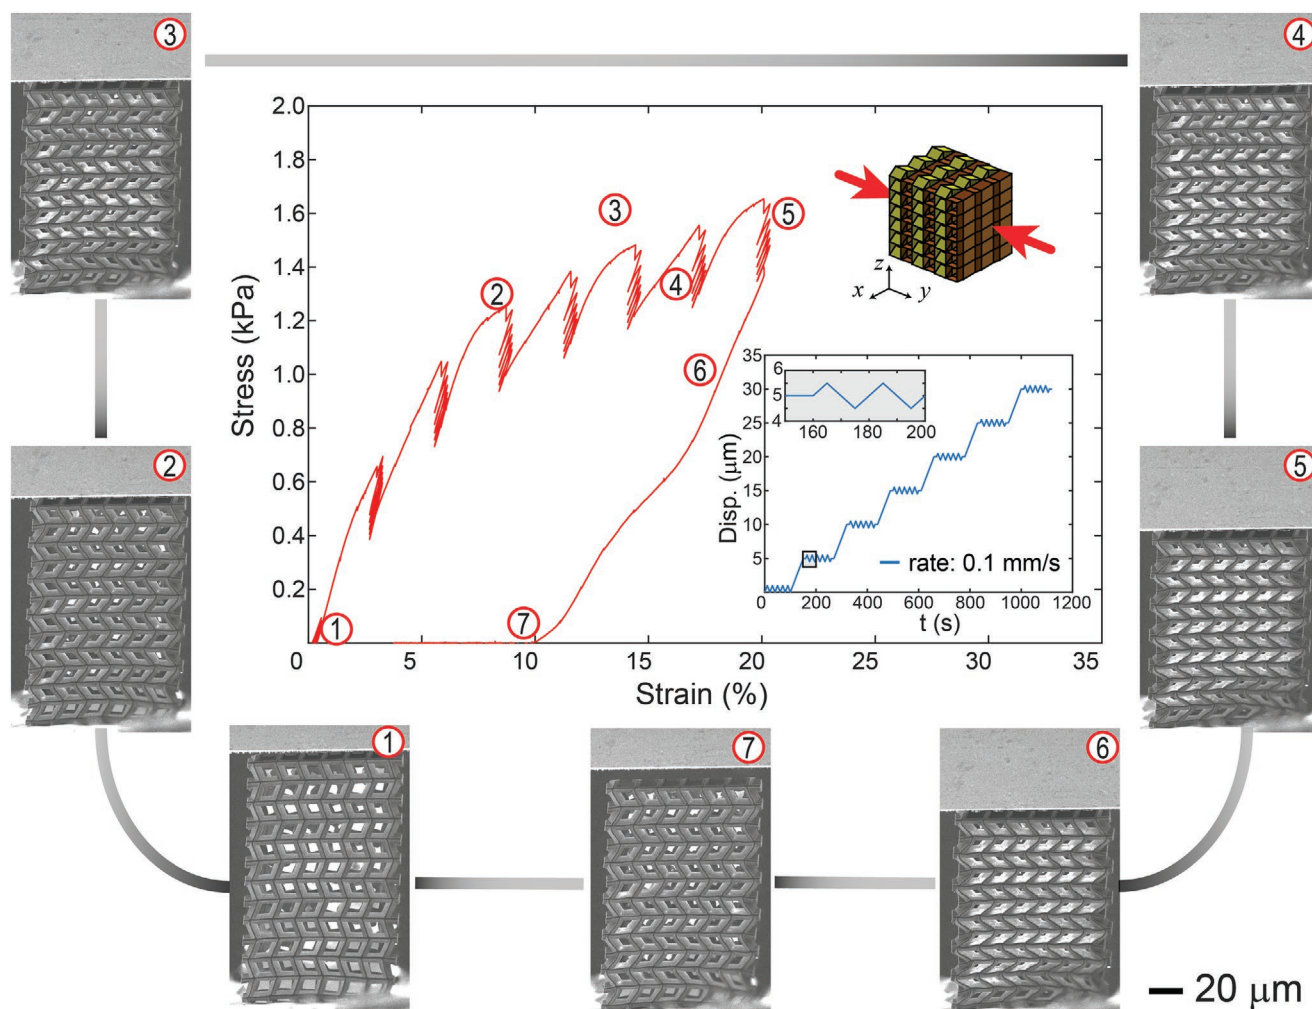 ③
④
2.0
1.8
1.6
1.4
1.2
1.0
0.8
0.6
0.4
0.2
Stress (kPa)
0 5 10 15 20 25 30 35
Strain (%)
①
②
③
④
⑤
⑥
⑦
z
x
y
35
30
25
20
15
10
5
0 200 400 600 800 1000 1200
Disp. (μm)
t (s)
6
5
4
160 180 200
rate: 0.1 mm/s
②
⑤
①
⑦
⑥
20 μm